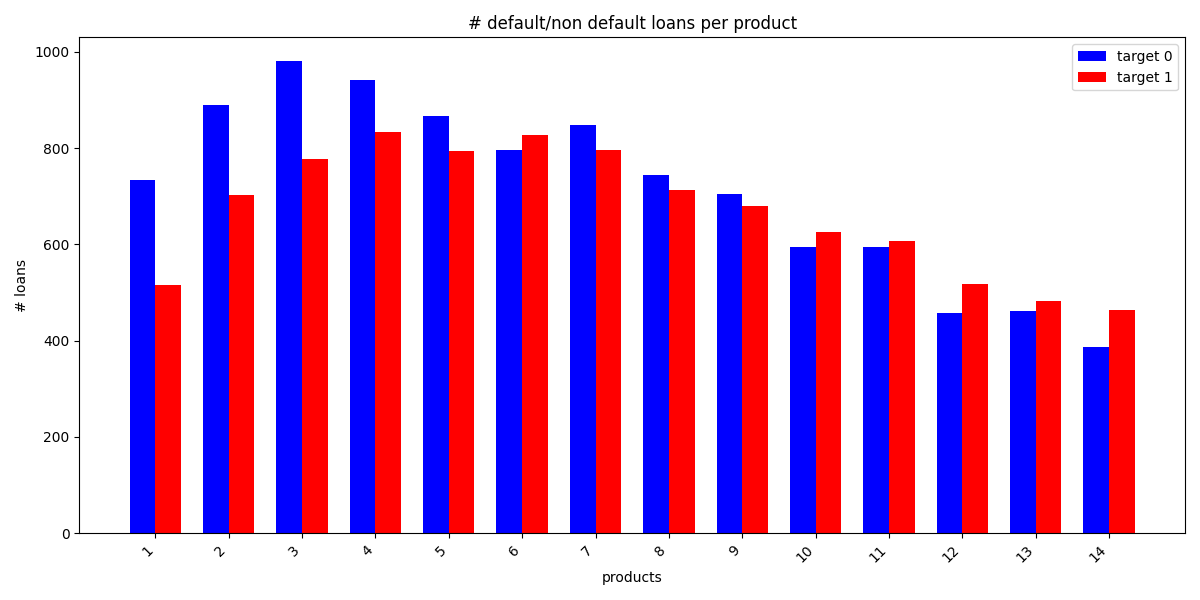 # default/non default loans per product
target 0
target 1
# loans
1000
800
600
400
200
0
1 2 3 4 5 6 7 8 9 10 11 12 13 14
products